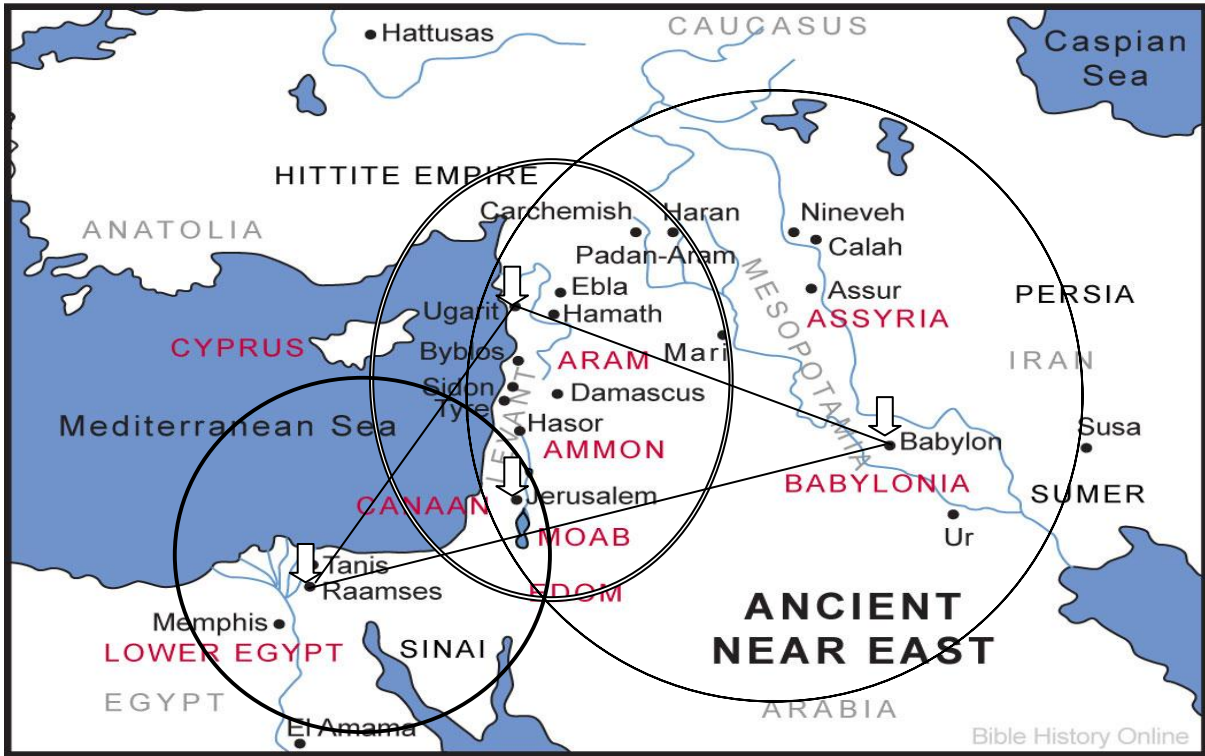 CAUCASUS
Caspian
Sea
Hattusas
HITTITE EMPIRE
ANATOLIA
Carchemish
Haran
Nineveh
Padan-Aram
Calah
Ebla
Assur
PERSIA
Ugarit
Hamath
MESOPOTAMIA
ASSYRIA
CYPRUS
Byblos
ARAM
Mari
IRAN
Sidon
Damascus
Tyre
LEVANT
Mediterranean Sea
Hasor
Babylon
Susa
AMMON
BABYLONIA
SUMER
CANAAN
Jerusalem
MOAB
Ur
Tanis
Raamses
EDOM
ANCIENT
NEAR EAST
Memphis
LOWER EGYPT
SINAI
EGYPT
ARABIA
El Amama
Bible History Online